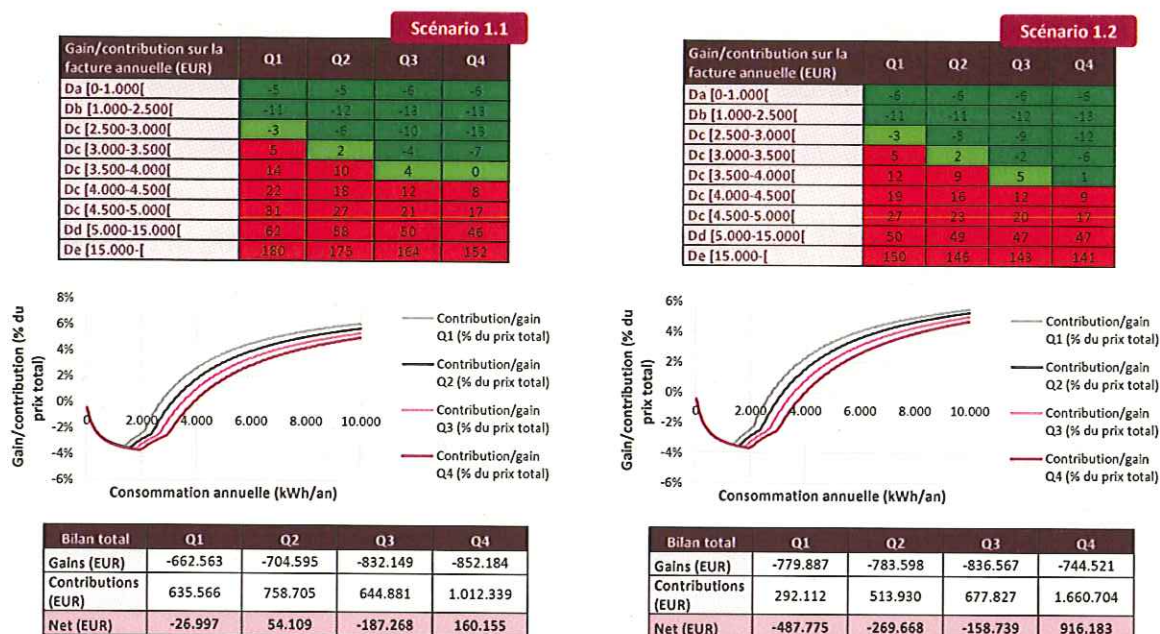 Scénario 1.1
Gain/contribution sur la facture annuelle (EUR) Q1 Q2 Q3 Q4
Da [0-1.000[ -5 -5 -6 -6
Db [1.000-2.500[ -11 -12 -13 -13
Dc [2.500-3.000[ -3 -6 -10 -13
Dc [3.000-3.500[ 5 2 -4 -7
Dc [3.500-4.000[ 14 10 4 0
Dc [4.000-4.500[ 22 18 12 8
Dc [4.500-5.000[ 31 27 21 17
Dd [5.000-15.000[ 62 58 50 46
De [15.000-[ 180 175 164 152
8%
6%
4%
2%
0%
-2%
-4%
-6%
0 2.000 4.000 6.000 8.000 10.000
Gain/contribution (% du
prix total)
Consommation annuelle (kWh/an)
Contribution/gain
Q1 (% du prix total)
Contribution/gain
Q2 (% du prix total)
Contribution/gain
Q3 (% du prix total)
Contribution/gain
Q4 (% du prix total)
Bilan total Q1 Q2 Q3 Q4
Gains (EUR) -662.563 -704.595 -832.149 -852.184
Contributions (EUR) 635.566 758.705 644.881 1.012.339
Net (EUR) -26.997 54.109 -187.268 160.155
Scénario 1.2
Gain/contribution sur la facture annuelle (EUR) Q1 Q2 Q3 Q4
Da [0-1.000[ -6 -6 -6 -6
Db [1.000-2.500[ -11 -11 -12 -13
Dc [2.500-3.000[ -3 -9 -12
Dc [3.000-3.500[ 5 2 -2 -6
Dc [3.500-4.000[ 12 9 5 1
Dc [4.000-4.500[ 19 16 12 9
Dc [4.500-5.000[ 27 23 20 17
Dd [5.000-15.000[ 50 49 47 47
De [15.000-[ 150 146 143 141
6%
4%
2%
0%
-2%
-4%
-6%
0 2.000 4.000 6.000 8.000 10.000
Gain/contribution (% du
prix total)
Consommation annuelle (kWh/an)
Contribution/gain
Q1 (% du prix total)
Contribution/gain
Q2 (% du prix total)
Contribution/gain
Q3 (% du prix total)
Contribution/gain
Q4 (% du prix total)
Bilan total Q1 Q2 Q3 Q4
Gains (EUR) -779.887 -783.598 -836.567 -744.521
Contributions (EUR) 292.112 513.930 677.827 1.660.704
Net (EUR) -487.775 -269.668 -158.739 916.183